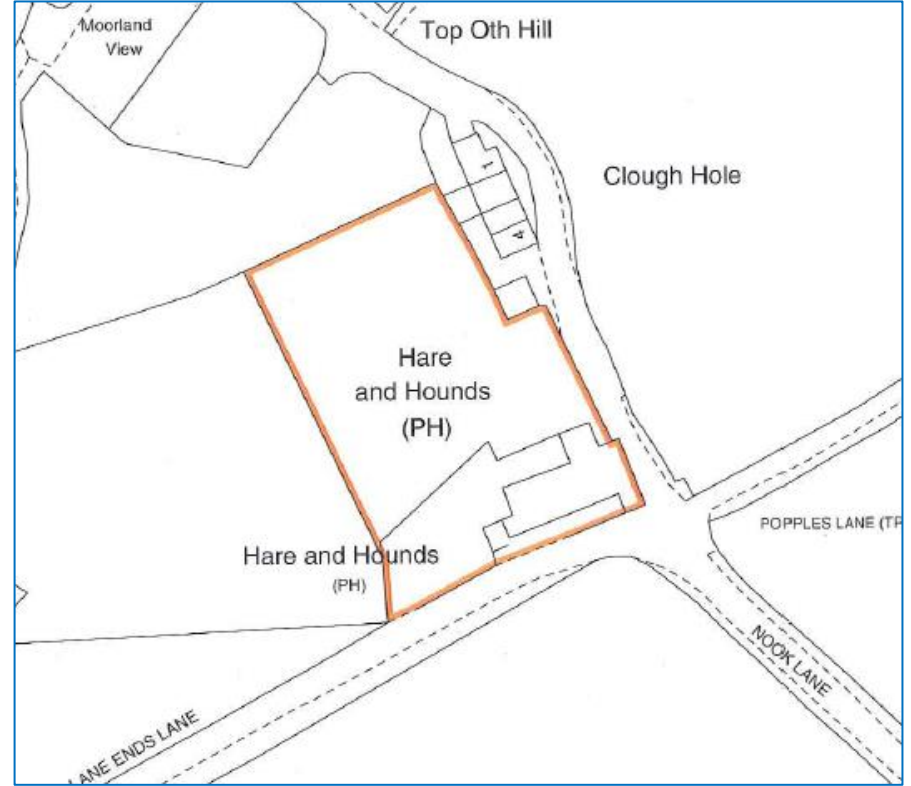 Moorland
View
Top Oth Hill
1
4
Clough Hole
Hare
and Hounds
(PH)
Hare and Hounds
(PH)
POPPLES LANE (TR
NOOK LANE
LANE ENDS LANE